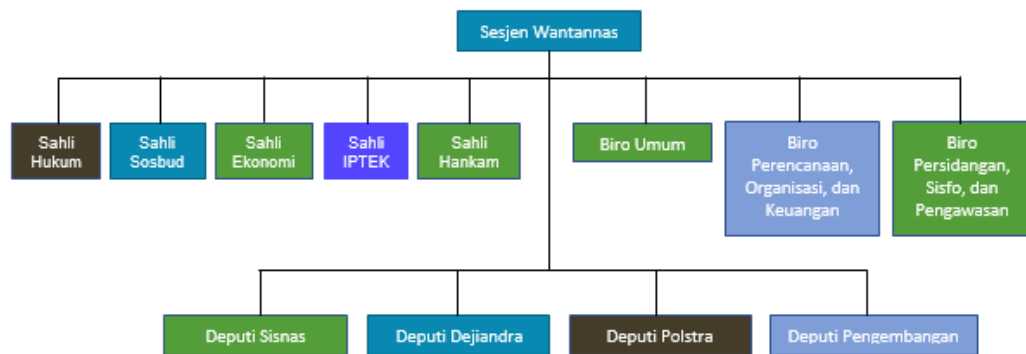 Sesjen Wantannas
Sahli
Hukum
Sahli
Sosbud
Sahli
Ekonomi
Sahli
IPTEK
Sahli
Hankam
Biro Umum
Biro
Perencanaan,
Organisasi, dan
Keuangan
Biro
Persidangan,
Sisfo, dan
Pengawasan
Deputi Sisnas
Deputi Dejiandra
Deputi Polstra
Deputi Pengembangan